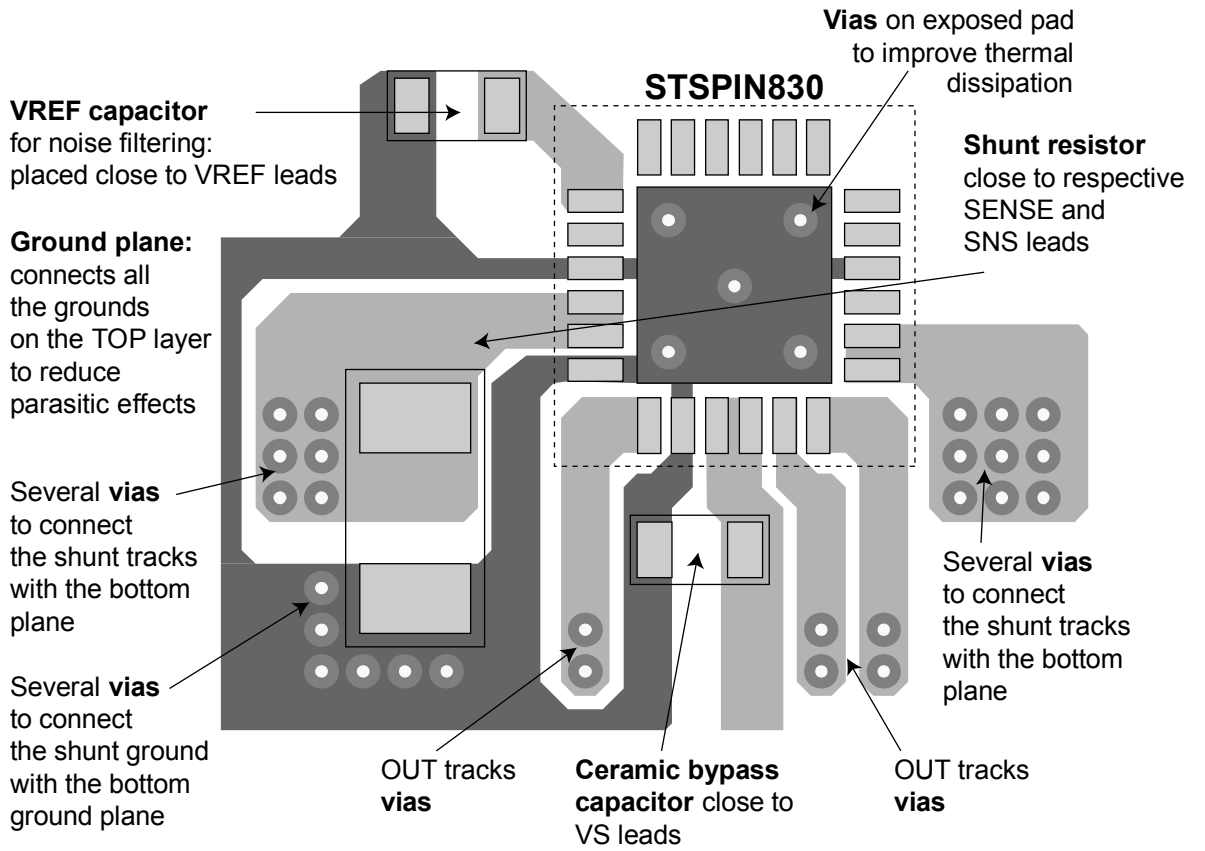 Vias on exposed pad
to improve thermal
dissipation
STSPIN830
VREF capacitor
for noise filtering:
placed close to VREF leads
Shunt resistor
close to respective
SENSE and
SNS leads
Ground plane:
connects all
the grounds
on the TOP layer
to reduce
parasitic effects
Several vias
to connect
the shunt tracks
with the bottom
plane
Several vias
to connect
the shunt ground
with the bottom
ground plane
OUT tracks
vias
Ceramic bypass
capacitor close to
VS leads
OUT tracks
vias
Several vias
to connect
the shunt tracks
with the bottom
plane